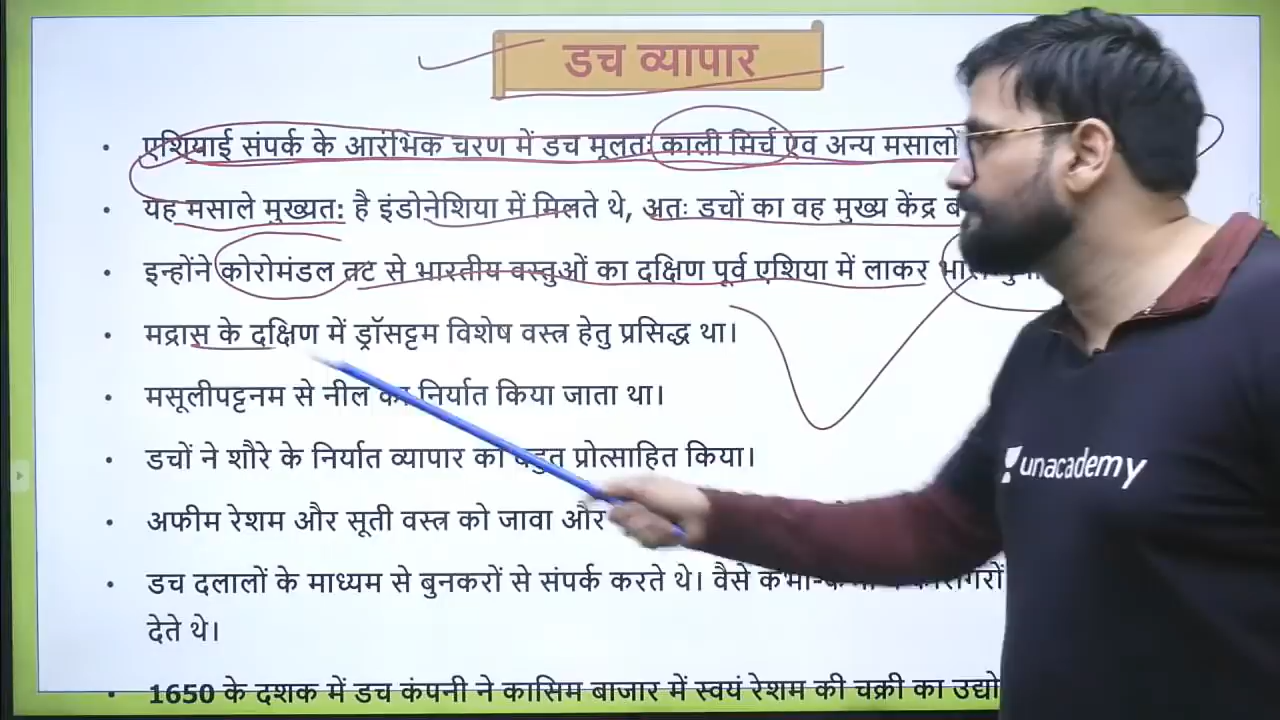 डच व्यापार
• एशियाई संपर्क के आरंभिक चरण में डच मूलतः काली मिर्च एव अन्य मसालों
• यह मसाले मुख्यत: है इंडोनेशिया में मिलते थे, अतः डचों का वह मुख्य केंद्र
• इन्होंने कोरोमंडल तट से भारतीय वस्तुओं का दक्षिण पूर्व एशिया में लाकर
• मद्रास के दक्षिण में ड्रॉसट्टम विशेष वस्त्र हेतु प्रसिद्ध था।
• मसूलीपट्टनम से नील का निर्यात किया जाता था।
• डचों ने शौरे के निर्यात व्यापार को बहुत प्रोत्साहित किया।
• अफीम रेशम और सूती वस्त्र को जावा और
• डच दलालों के माध्यम से बुनकरों से संपर्क करते थे। वैसे
देते थे।
• 1650 के दशक में डच कंपनी ने कासिम बाजार में स्वयं रेशम की चक्री का
unacademy